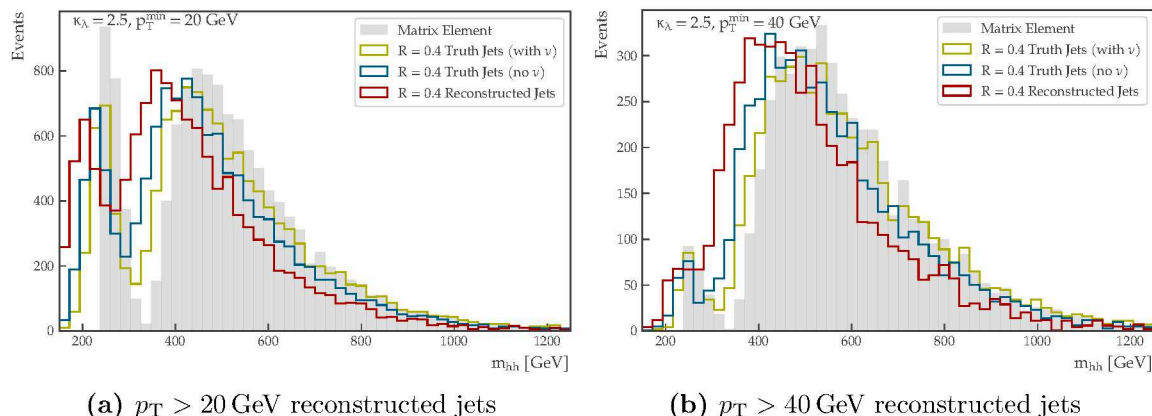 κλ = 2.5, pTmin = 20 GeV
Events
Matrix Element
R = 0.4 Truth Jets (with ν)
R = 0.4 Truth Jets (no ν)
R = 0.4 Reconstructed Jets
800
600
400
200
0
200 400 600 800 1000 1200
mhh [GeV]
(a) pT > 20 GeV reconstructed jets
κλ = 2.5, pTmin = 40 GeV
Events
Matrix Element
R = 0.4 Truth Jets (with ν)
R = 0.4 Truth Jets (no ν)
R = 0.4 Reconstructed Jets
300
250
200
150
100
50
0
200 400 600 800 1000 1200
mhh [GeV]
(b) pT > 40 GeV reconstructed jets